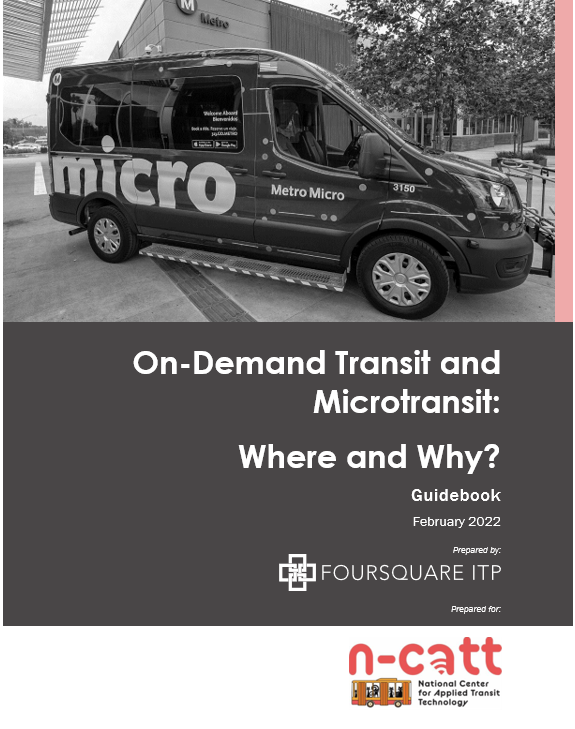 M
Metro
M
Welcome Aboard
Bienvenidos
micro
Metro Micro
3150
On-Demand Transit and
Microtransit:
Where and Why?
Guidebook
February 2022
Prepared by:
FOURSQUARE ITP
Prepared for:
n-catt
National Center
for Applied Transit
Technology